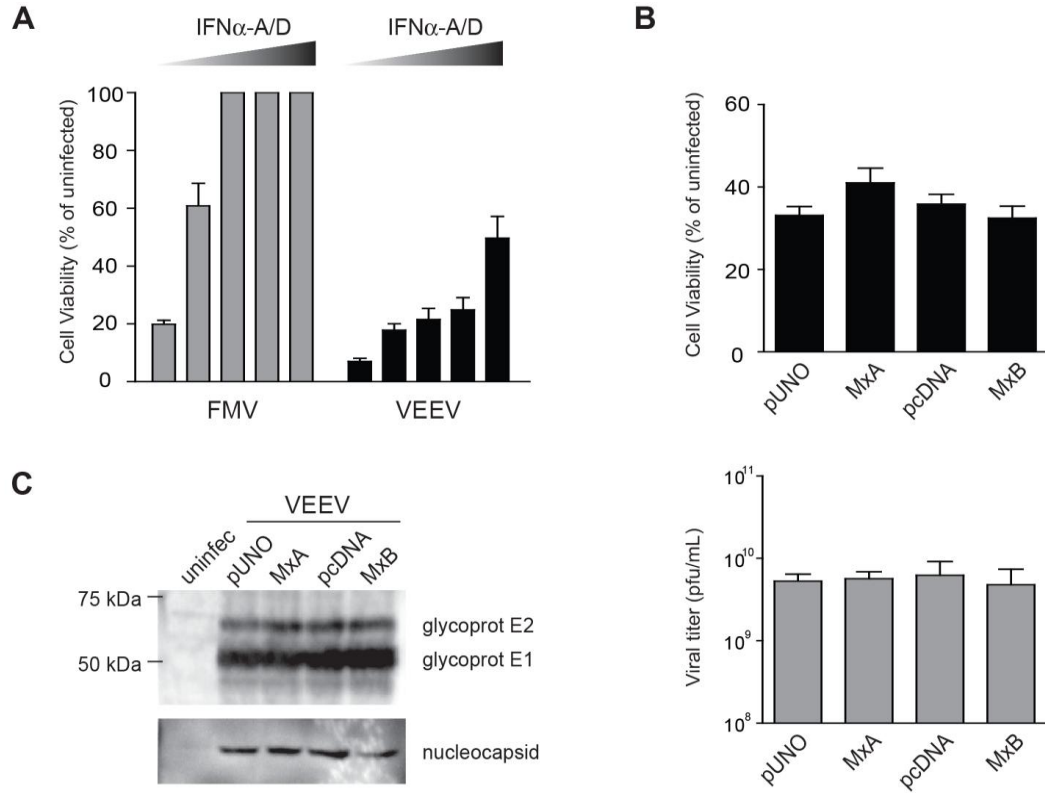 A
IFNα-A/D
IFNα-A/D
Cell Viability (% of uninfected)
100
80
60
40
20
0
FMV
VEEV
B
Cell Viability (% of uninfected)
60
40
20
0
pUNO
MxA
pcDNA
MxB
C
VEEV
uninfec
pUNO
MxA
pcDNA
MxB
75 kDa
50 kDa
glycoprot E2
glycoprot E1
nucleocapsid
Viral titer (pfu/mL)
10¹¹
10¹⁰
10⁹
10⁸
pUNO
MxA
pcDNA
MxB